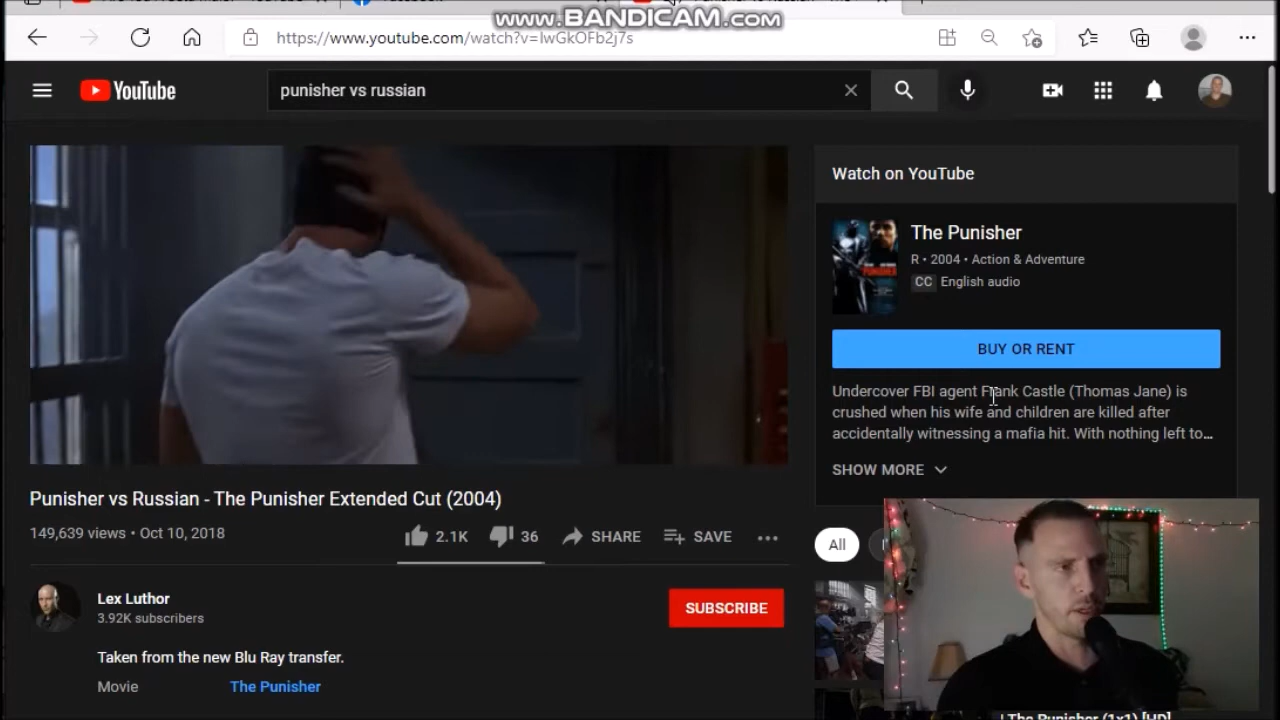 www.BANDICAM.com
https://www.youtube.com/watch?v=IwGkOFb2j7s
YouTube
punisher vs russian
Watch on YouTube
The Punisher
R • 2004 • Action & Adventure
CC English audio
BUY OR RENT
Undercover FBI agent Frank Castle (Thomas Jane) is
crushed when his wife and children are killed after
accidentally witnessing a mafia hit. With nothing left to...
SHOW MORE
Punisher vs Russian - The Punisher Extended Cut (2004)
149,639 views • Oct 10, 2018
2.1K
36
SHARE
SAVE
All
Lex Luthor
3.92K subscribers
SUBSCRIBE
Taken from the new Blu Ray transfer.
Movie
The Punisher
! The Punisher (1x1) [HD]